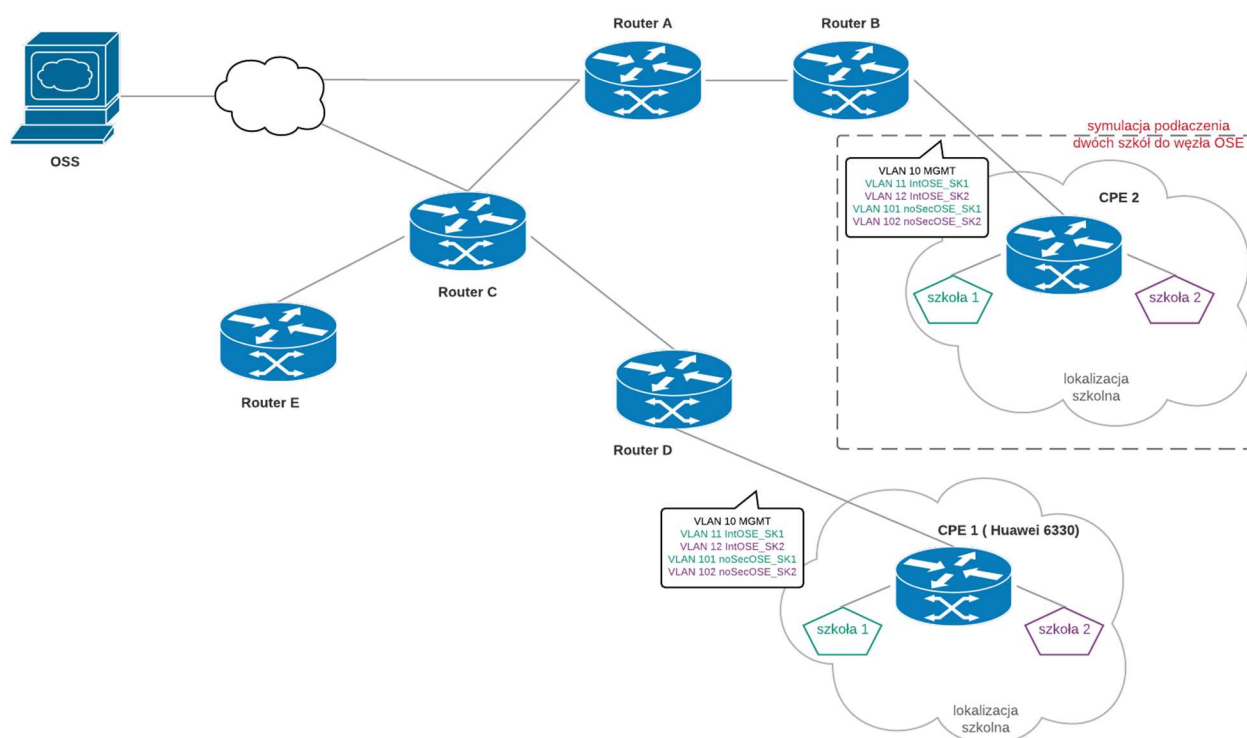 Router A
Router B
OSS
symulacja podłaczenia
dwóch szkół do węzła OSE
VLAN 10 MGMT
VLAN 11 IntOSE_SK1
VLAN 12 IntOSE_SK2
VLAN 101 noSecOSE_SK1
VLAN 102 noSecOSE_SK2
CPE 2
szkoła 1
szkoła 2
lokalizacja
szkolna
Router C
Router E
Router D
VLAN 10 MGMT
VLAN 11 IntOSE_SK1
VLAN 12 IntOSE_SK2
VLAN 101 noSecOSE_SK1
VLAN 102 noSecOSE_SK2
CPE 1 ( Huawei 6330)
szkoła 1
szkoła 2
lokalizacja
szkolna